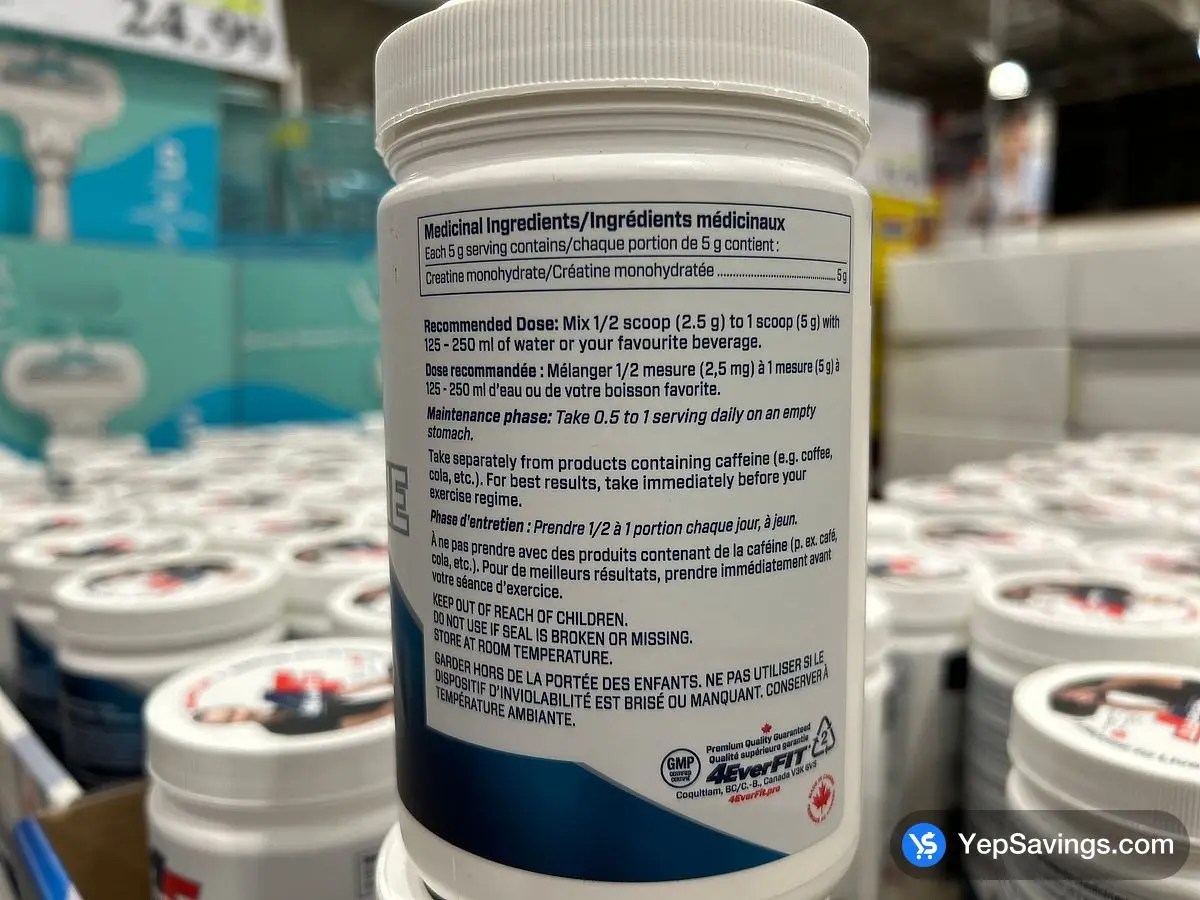 24.99
Medicinal Ingredients/Ingrédients médicinaux
Each 5 g serving contains/chaque portion de 5 g contient :
Creatine monohydrate/Créatine monohydratée ........................................ 5 g
Recommended Dose: Mix 1/2 scoop (2.5 g) to 1 scoop (5 g) with
125 - 250 ml of water or your favourite beverage.
Dose recommandée : Mélanger 1/2 mesure (2,5 mg) à 1 mesure (5 g) à
125 - 250 ml d'eau ou de votre boisson favorite.
Maintenance phase: Take 0.5 to 1 serving daily on an empty
stomach.
Take separately from products containing caffeine (e.g. coffee,
cola, etc.). For best results, take immediately before your
exercise regime.
E
Phase d'entretien : Prendre 1/2 à 1 portion chaque jour, à jeun.
À ne pas prendre avec des produits contenant de la caféine (p. ex. café,
cola, etc.). Pour de meilleurs résultats, prendre immédiatement avant
votre séance d'exercice.
KEEP OUT OF REACH OF CHILDREN.
DO NOT USE IF SEAL IS BROKEN OR MISSING.
STORE AT ROOM TEMPERATURE.
GARDER HORS DE LA PORTÉE DES ENFANTS. NE PAS UTILISER SI LE
DISPOSITIF D'INVIOLABILITÉ EST BRISÉ OU MANQUANT. CONSERVER À
TEMPÉRATURE AMBIANTE.
GMP
Premium Quality Guaranteed
Qualité supérieure garantie
4EverFIT
Coquitlam, BC/C.-B., Canada V3K 6V5
4EverFit.pro
2
YepSavings.com